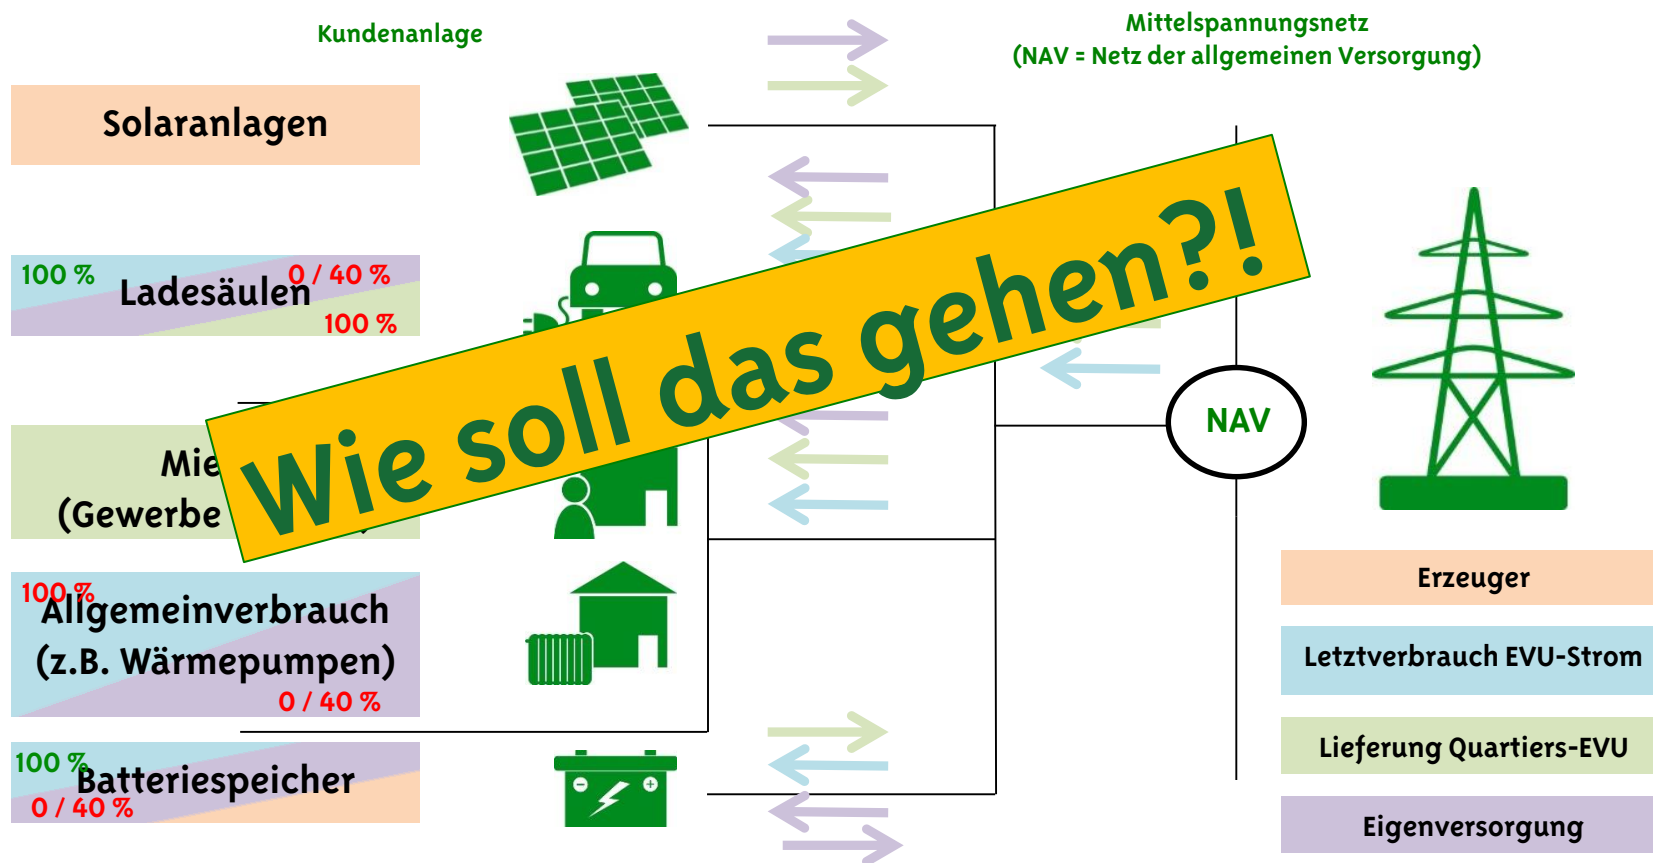 Kundenanlage
Mittelspannungsnetz
(NAV = Netz der allgemeinen Versorgung)
Solaranlagen
100 %
0 / 40 %
Ladesäulen
100 %
Wie soll das gehen?!
NAV
(Gewerbe
100 %
Allgemeinverbrauch
(z.B. Wärmepumpen)
0 / 40 %
100 %
Batteriespeicher
0 / 40 %
Erzeuger
Letztverbrauch EVU-Strom
Lieferung Quartiers-EVU
Eigenversorgung